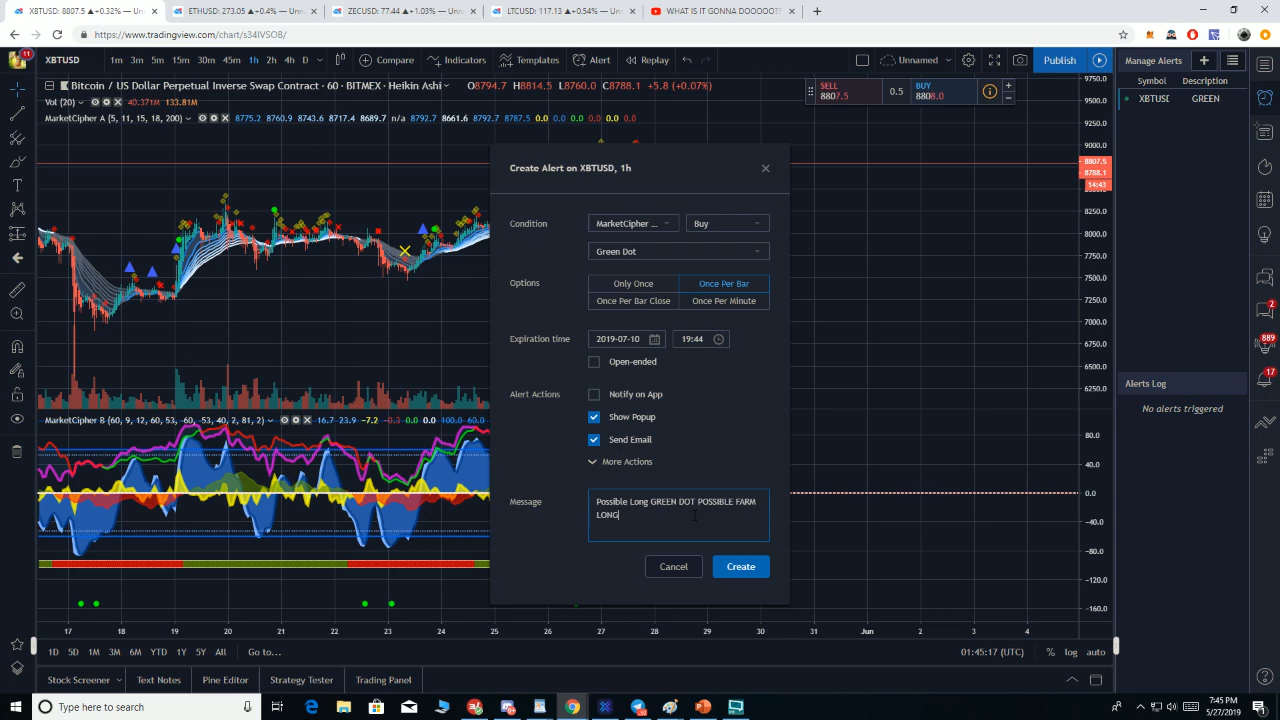 XBTUSD 8807.5 ▲+0.32% — Unn
ETHUSD: 273.05 ▲+0.4% — Unn
ZECUSD: 77.44 ▲+1.03% — Unn
LTCUSD: 117.13 ▲+0.54% — Unn
WHAT IS IT GONNA DOOOOOT?
https://www.tradingview.com/chart/s34IVSOB/
11
XBTUSD
1m 3m 5m 15m 30m 45m 1h 2h 4h D
Compare
Indicators
Templates
Alert
Replay
Unnamed
Publish
Manage Alerts
Symbol Description
XBTUSD GREEN
Bitcoin / US Dollar Perpetual Inverse Swap Contract · 60 · BITMEX · Heikin Ashi
O8794.7 H8814.5 L8760.0 C8788.1 +5.8 (+0.07%)
SELL
8807.5
0.5
BUY
8808.0
Vol (20) 40.371M 133.81M
MarketCipher A (5, 11, 15, 18, 200) 8775.2 8760.9 8743.6 8717.4 8689.7 n/a 8792.7 8661.6 8792.7 8787.5 0.0 0.0 0.0 0.0 0.0 0.0
9750.0
9500.0
9250.0
9000.0
8807.5
8788.1
14:43
8500.0
8250.0
8000.0
7750.0
7500.0
7250.0
7000.0
6750.0
6500.0
6250.0
Create Alert on XBTUSD, 1h
Condition
MarketCipher ...
Buy
Green Dot
Options
Only Once
Once Per Bar
Once Per Bar Close
Once Per Minute
Expiration time
2019-07-10
19:44
Open-ended
Alert Actions
Notify on App
Show Popup
Send Email
More Actions
Message
Possible Long GREEN DOT POSSIBLE FARM
LONG
Cancel
Create
2
889
17
Alerts Log
No alerts triggered
MarketCipher B (60, 9, 12, 60, 53, -60, -53, 40, 2, 81, 2) 16.7 -23.9 -7.2 -0.3 0.0 0.0 100.0 -60.0
80.0
40.0
0.0
-40.0
-80.0
-120.0
-160.0
17 18 19 20 21 22 23 24 25 26 27 28 29 30 31 Jun 2 3 4
1D 5D 1M 3M 6M YTD 1Y 5Y All
Go to...
01:45:17 (UTC)
% log auto
Stock Screener
Text Notes
Pine Editor
Strategy Tester
Trading Panel
Type here to search
7:45 PM
5/27/2019